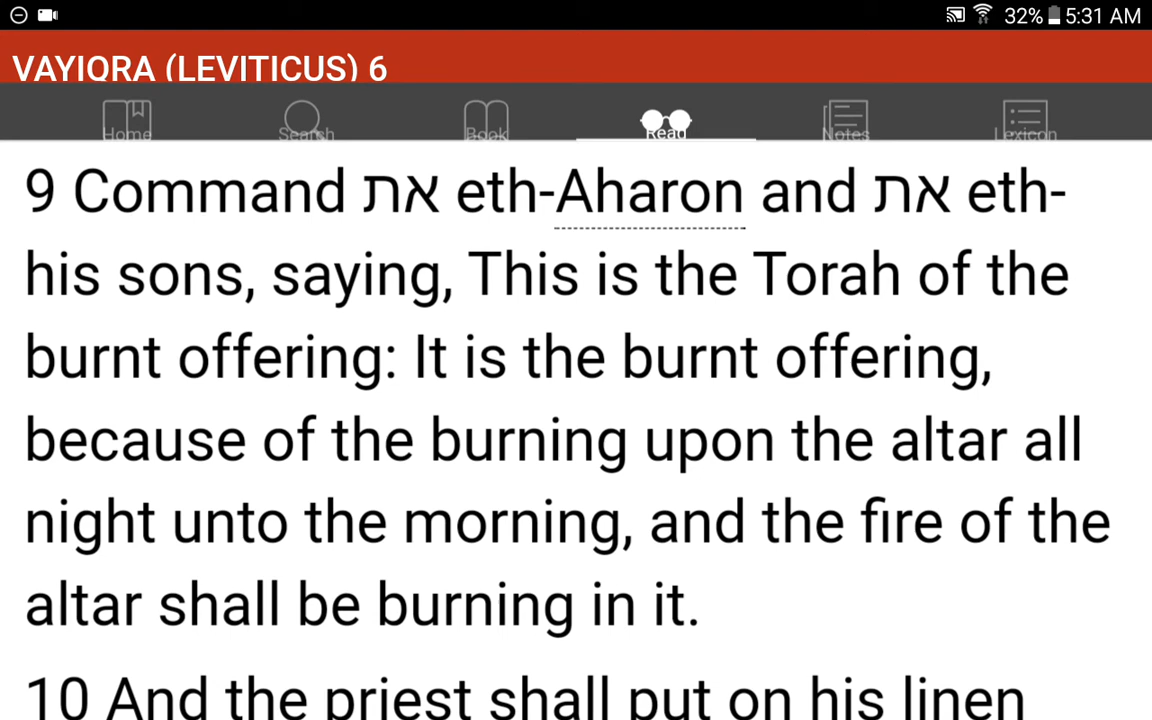 32% 5:31 AM
VAYIQRA (LEVITICUS) 6
Home Search Book Read Notes Lexicon
9 Command את eth-Aharon and את eth-
his sons, saying, This is the Torah of the
burnt offering: It is the burnt offering,
because of the burning upon the altar all
night unto the morning, and the fire of the
altar shall be burning in it.
10 And the priest shall put on his linen